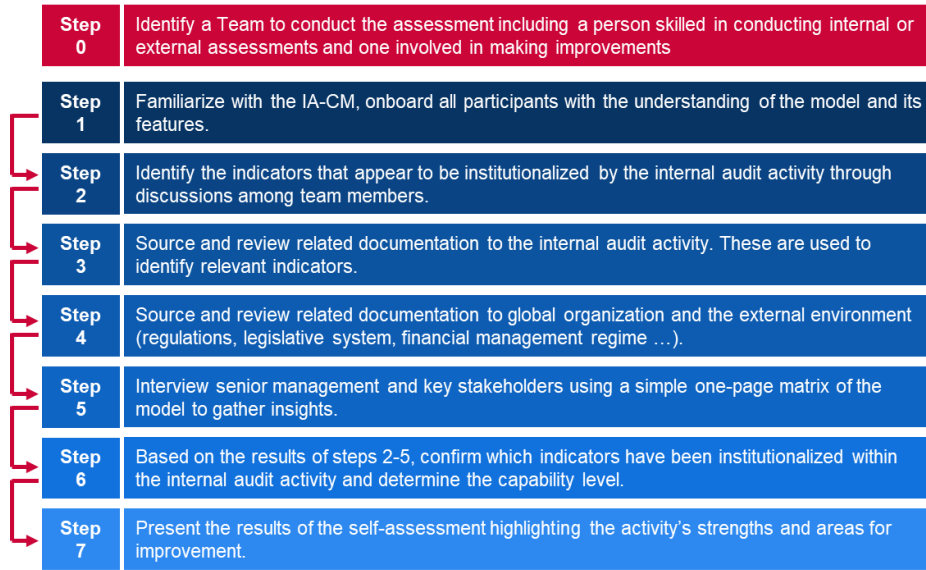 Step
0
Identify a Team to conduct the assessment including a person skilled in conducting internal or
external assessments and one involved in making improvements
Step
1
Familiarize with the IA-CM, onboard all participants with the understanding of the model and its
features.
Step
2
Identify the indicators that appear to be institutionalized by the internal audit activity through
discussions among team members.
Step
3
Source and review related documentation to the internal audit activity. These are used to
identify relevant indicators.
Step
4
Source and review related documentation to global organization and the external environment
(regulations, legislative system, financial management regime …).
Step
5
Interview senior management and key stakeholders using a simple one-page matrix of the
model to gather insights.
Step
6
Based on the results of steps 2-5, confirm which indicators have been institutionalized within
the internal audit activity and determine the capability level.
Step
7
Present the results of the self-assessment highlighting the activity's strengths and areas for
improvement.